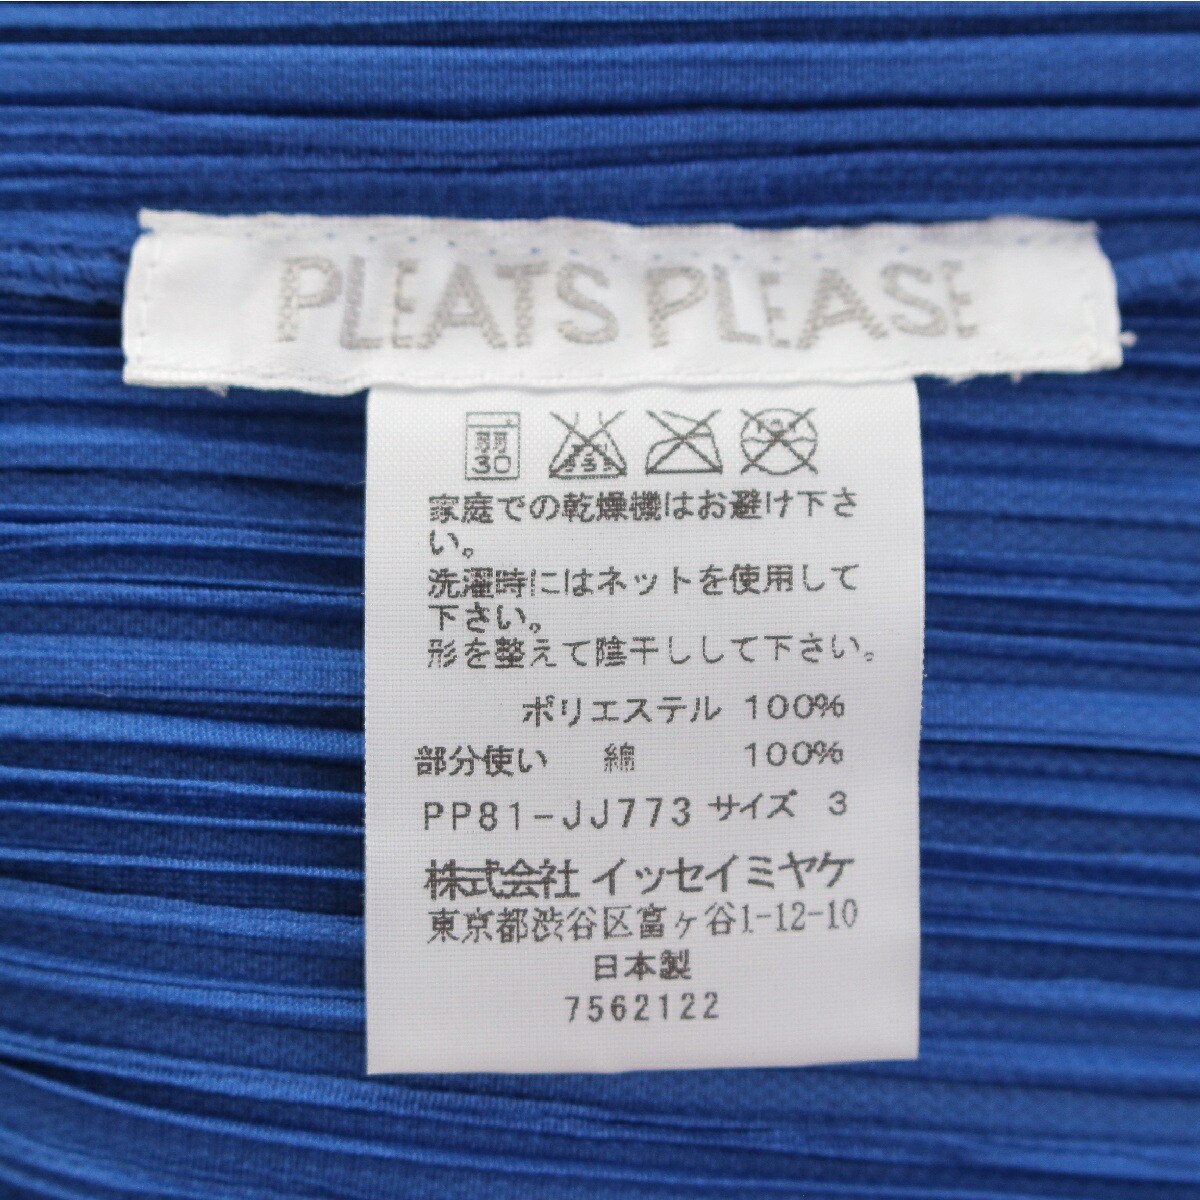 PLEATS PLEASE
弱
30
家庭での乾燥機はお避け下さ
い。
洗濯時にはネットを使用して
下さい。
形を整えて陰干しして下さい。
ポリエステル 100%
部分使い 綿 100%
PP81-JJ773 サイズ 3
株式会社 イッセイミヤケ
東京都渋谷区富ヶ谷1-12-10
日本製
7562122